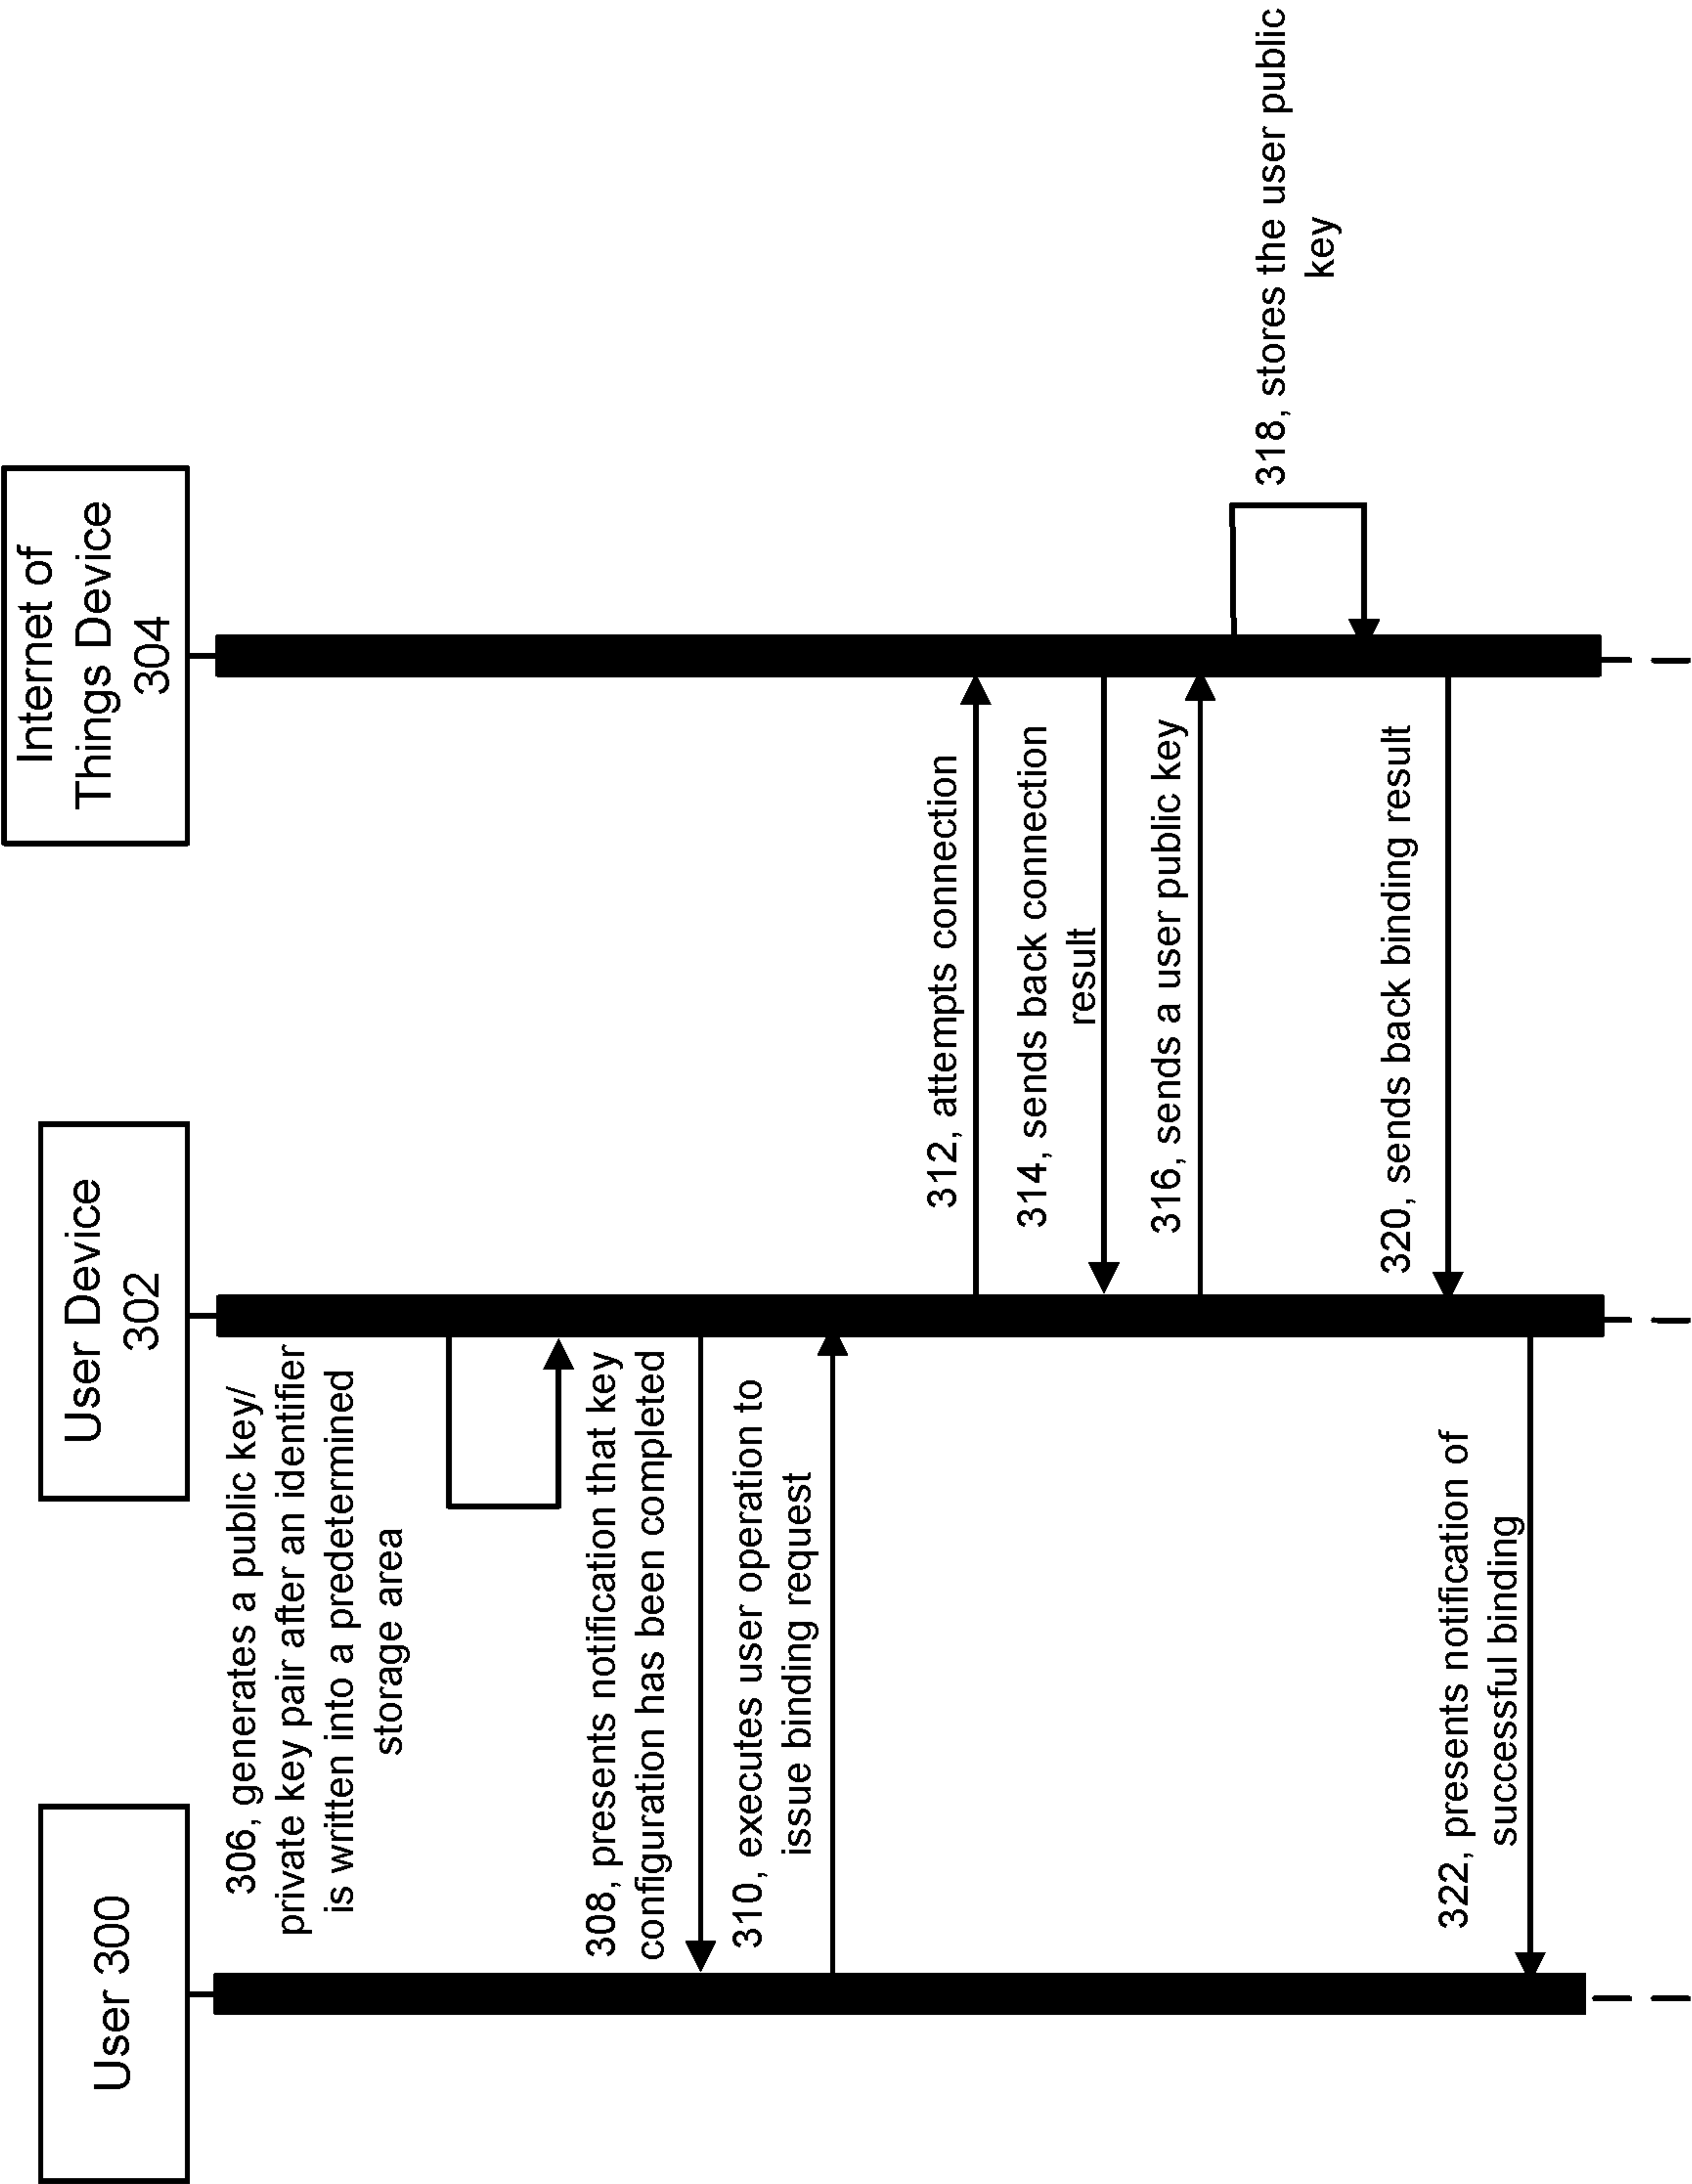 User 300
User Device
302
Internet of
Things Device
304
306, generates a public key/
private key pair after an identifier
is written into a predetermined
storage area
308, presents notification that key
configuration has been completed
310, executes user operation to
issue binding request
312, attempts connection
314, sends back connection
result
316, sends a user public key
318, stores the user public
key
320, sends back binding result
322, presents notification of
successful binding